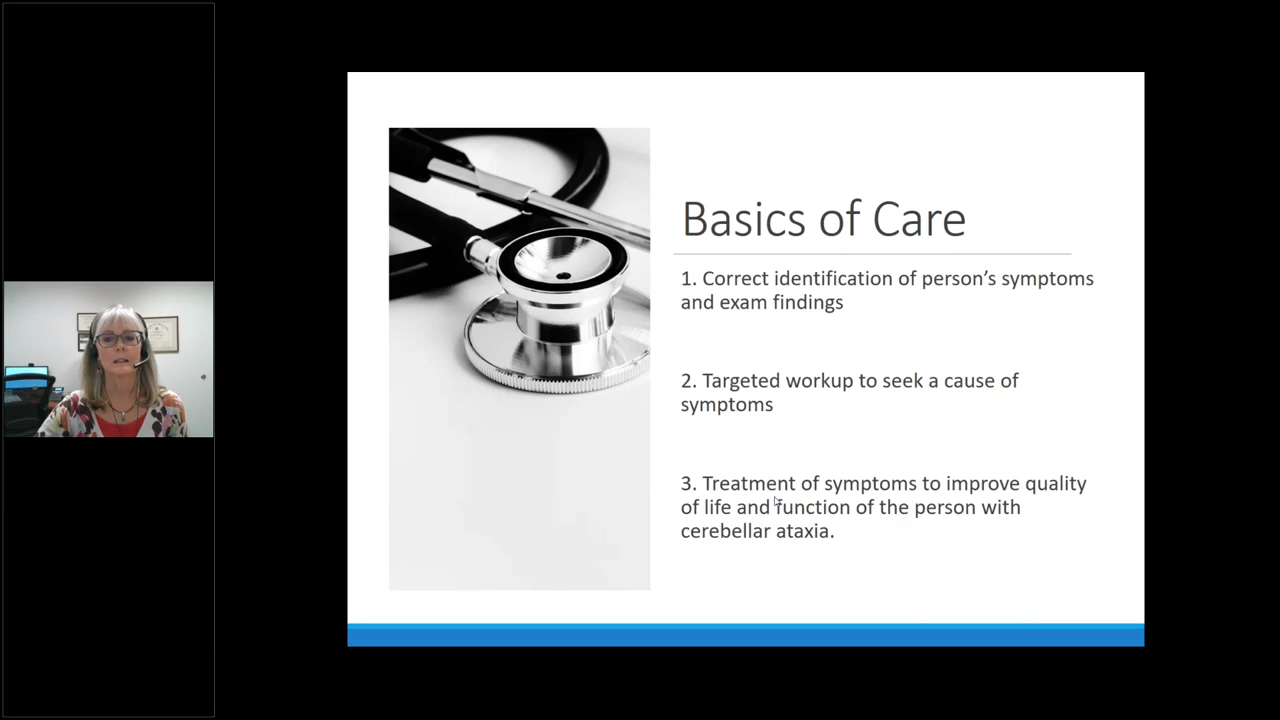 Basics of Care
1. Correct identification of person's symptoms
and exam findings
2. Targeted workup to seek a cause of
symptoms
3. Treatment of symptoms to improve quality
of life and function of the person with
cerebellar ataxia.